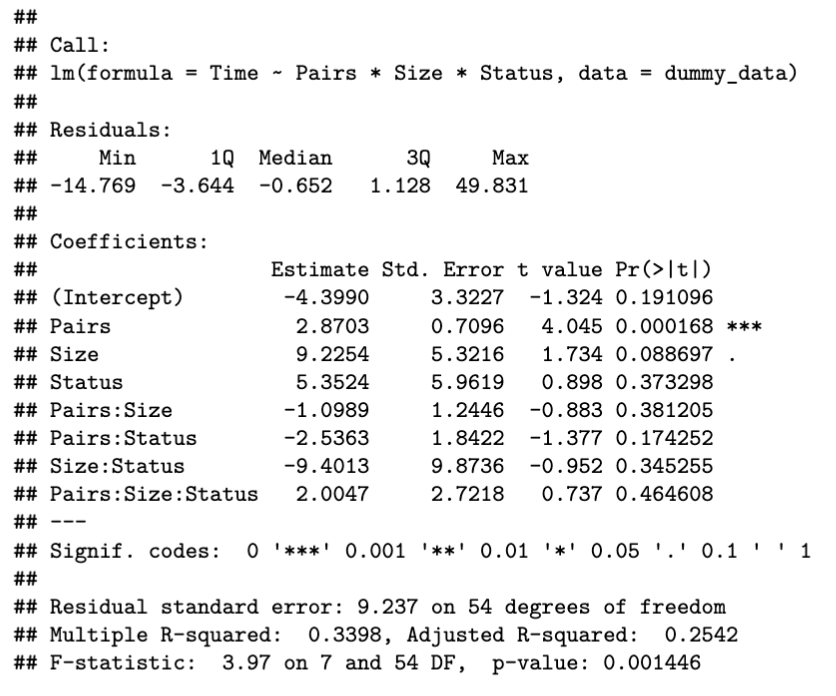 ##
## Call:
## lm(formula = Time ~ Pairs * Size * Status, data = dummy_data)
##
## Residuals:
##     Min      1Q  Median      3Q     Max
## -14.769  -3.644  -0.652   1.128  49.831
##
## Coefficients:
##                   Estimate Std. Error t value Pr(>|t|)
## (Intercept)        -4.3990     3.3227  -1.324 0.191096
## Pairs               2.8703     0.7096   4.045 0.000168 ***
## Size                9.2254     5.3216   1.734 0.088697 .
## Status              5.3524     5.9619   0.898 0.373298
## Pairs:Size         -1.0989     1.2446  -0.883 0.381205
## Pairs:Status       -2.5363     1.8422  -1.377 0.174252
## Size:Status        -9.4013     9.8736  -0.952 0.345255
## Pairs:Size:Status   2.0047     2.7218   0.737 0.464608
## ---
## Signif. codes:  0 '***' 0.001 '**' 0.01 '*' 0.05 '.' 0.1 ' ' 1
##
## Residual standard error: 9.237 on 54 degrees of freedom
## Multiple R-squared:  0.3398, Adjusted R-squared:  0.2542
## F-statistic:  3.97 on 7 and 54 DF,  p-value: 0.001446